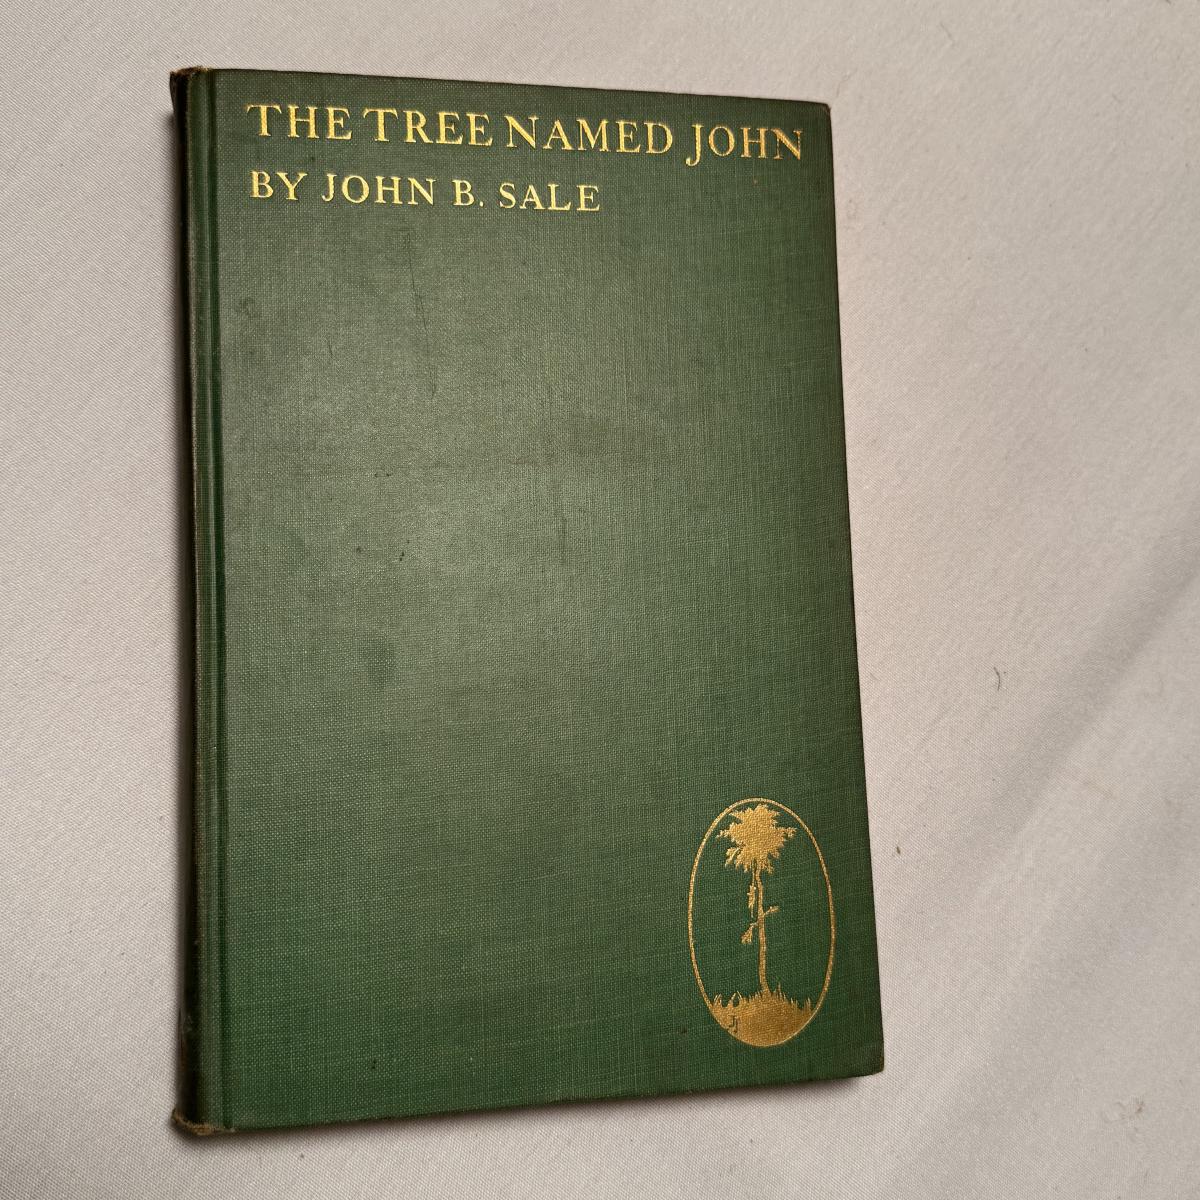 THE TREE NAMED JOHN
BY JOHN B. SALE